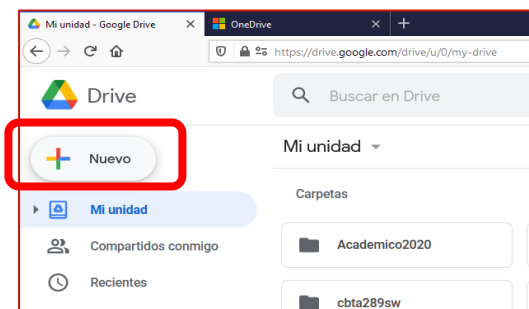 Mi unidad - Google Drive
OneDrive
https://drive.google.com/drive/u/0/my-drive
Drive
Buscar en Drive
Nuevo
Mi unidad
Carpetas
Mi unidad
Academico2020
Compartidos conmigo
Recientes
cbta289sw